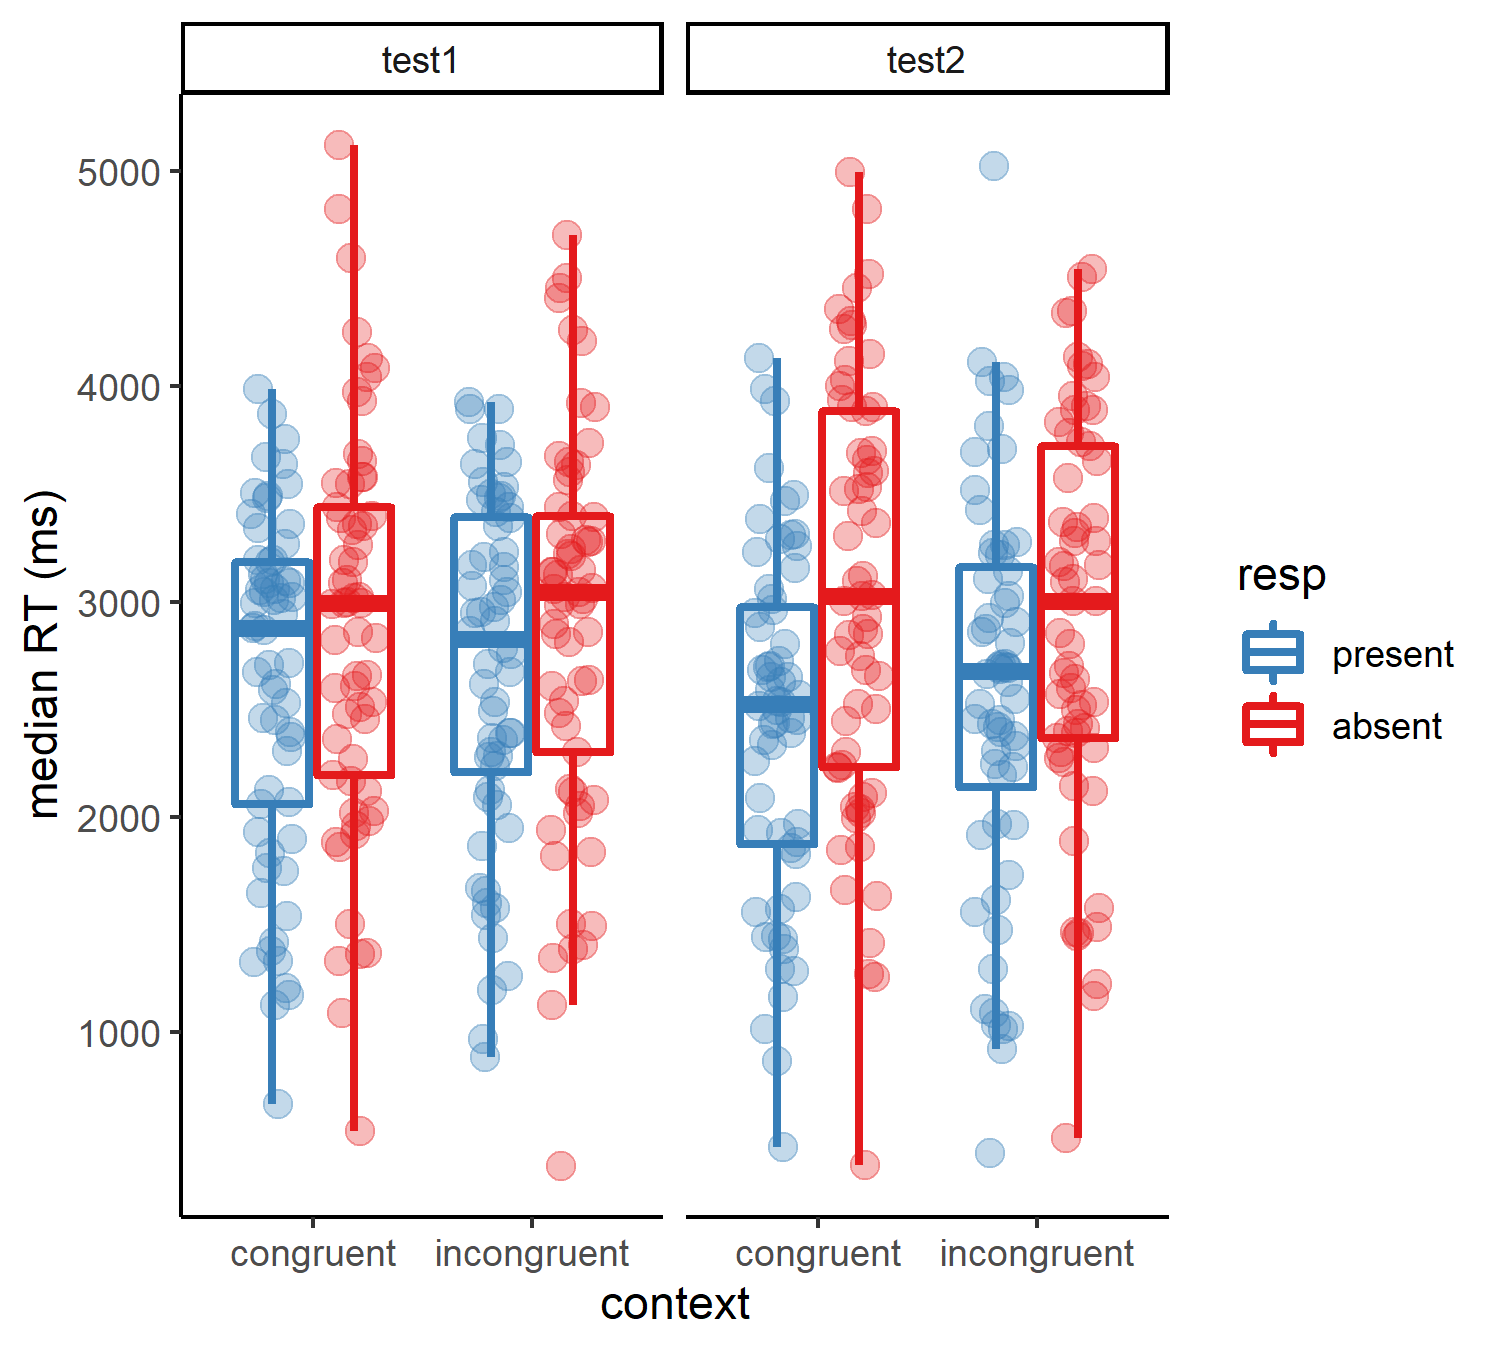 test1
test2
5000
4000
3000
2000
1000
median RT (ms)
congruent
incongruent
congruent
incongruent
context
resp
present
absent